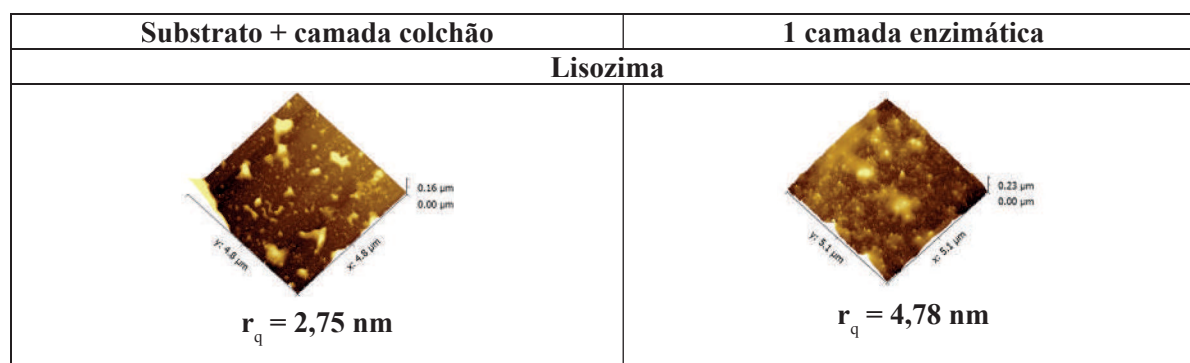 Substrato + camada colchão
1 camada enzimática
Lisozima
0.16 µm
0.00 µm
y: 4.8 µm
x: 4.8 µm
r_q = 2,75 nm
0.23 µm
0.00 µm
y: 5.1 µm
x: 5.1 µm
r_q = 4,78 nm